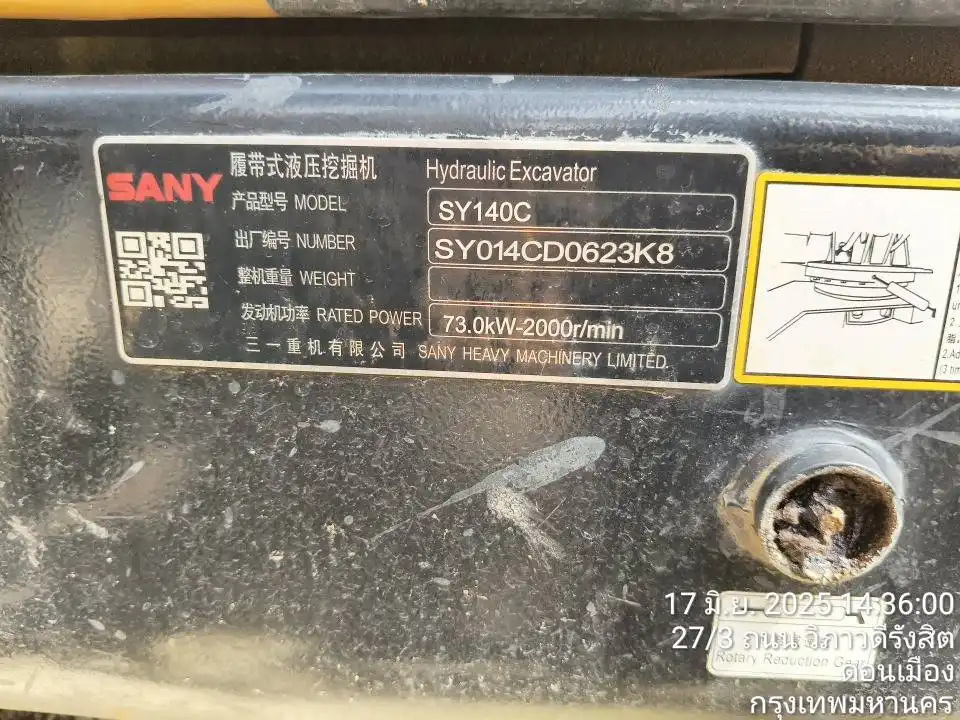 SANY
履带式液压挖掘机 Hydraulic Excavator
产品型号 MODEL SY140C
出厂编号 NUMBER SY014CD0623K8
整机重量 WEIGHT
发动机功率 RATED POWER 73.0kW-2000r/min
三一重机有限公司 SANY HEAVY MACHINERY LIMITED.
2.Ad
(3 tim
17 มิ.ย. 2025 14:36:00
27/3 ถนน วิภาวดีรังสิต
ดอนเมือง
กรุงเทพมหานคร
Rotary Reduction Gear